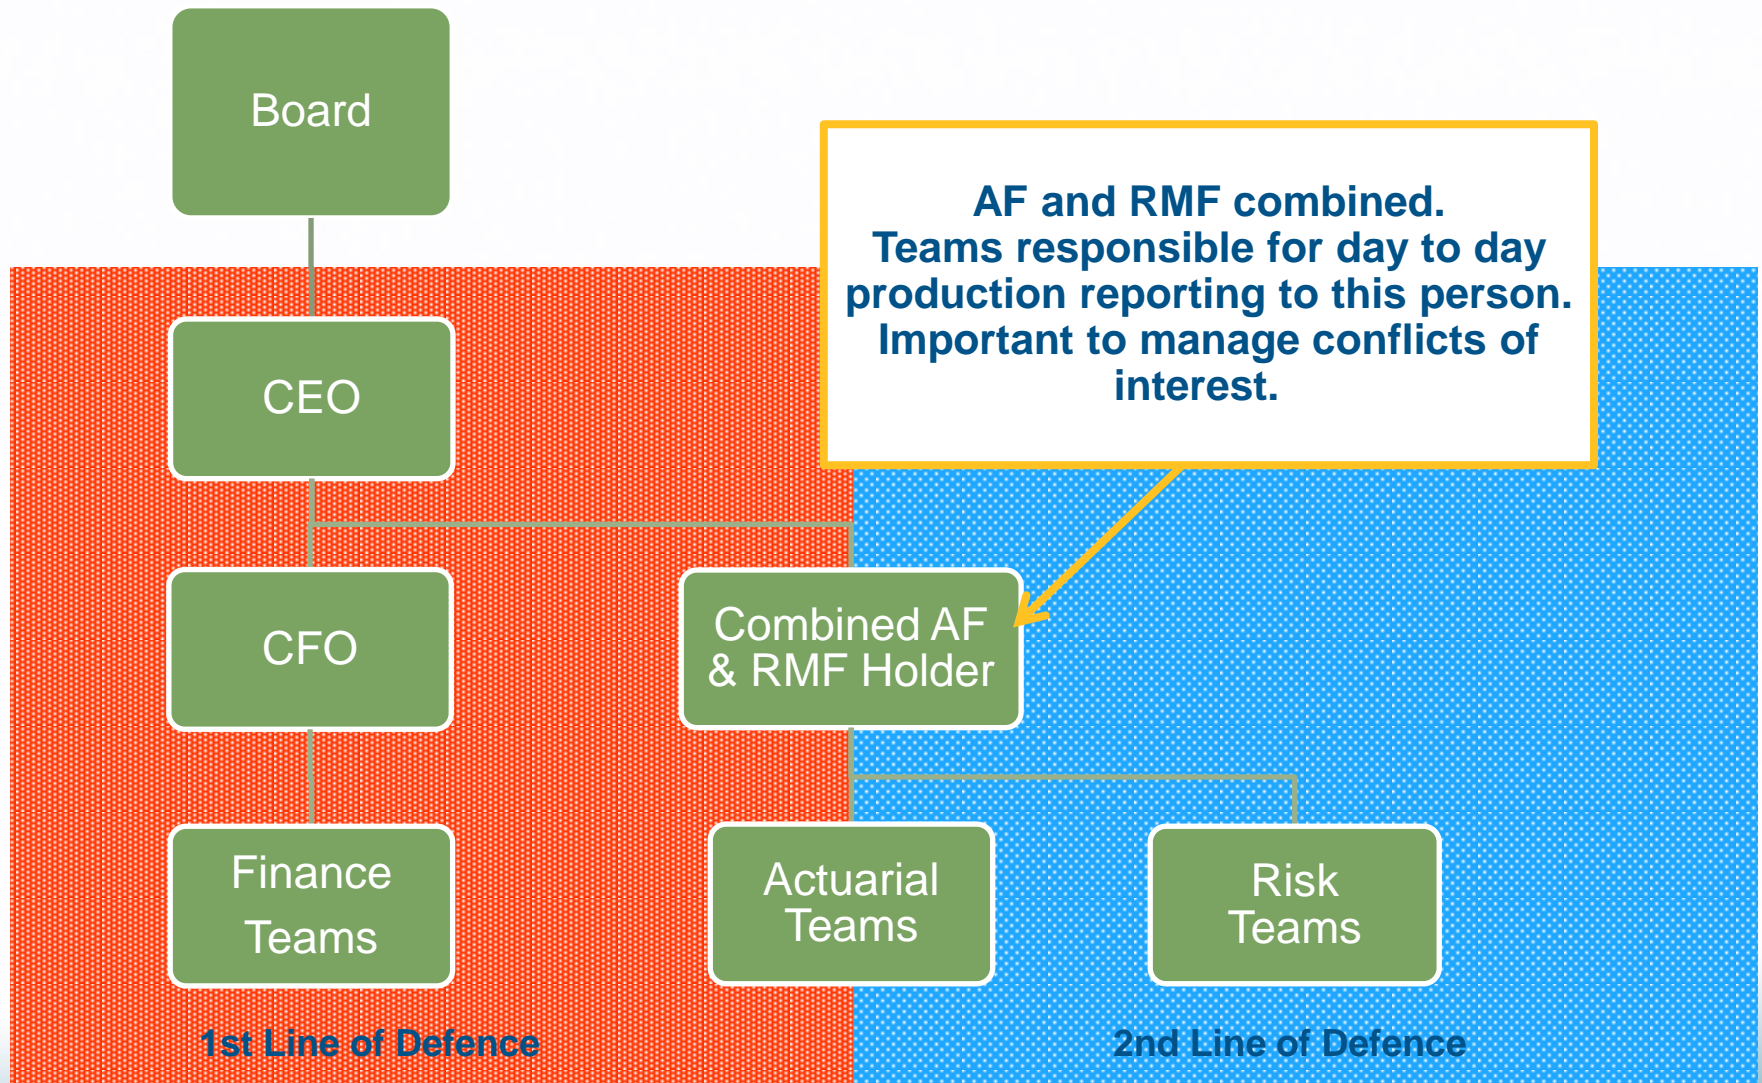 Board
AF and RMF combined.
Teams responsible for day to day
production reporting to this person.
Important to manage conflicts of
interest.
CEO
CFO
Combined AF
& RMF Holder
Finance
Teams
Actuarial
Teams
Risk
Teams
1st Line of Defence
2nd Line of Defence